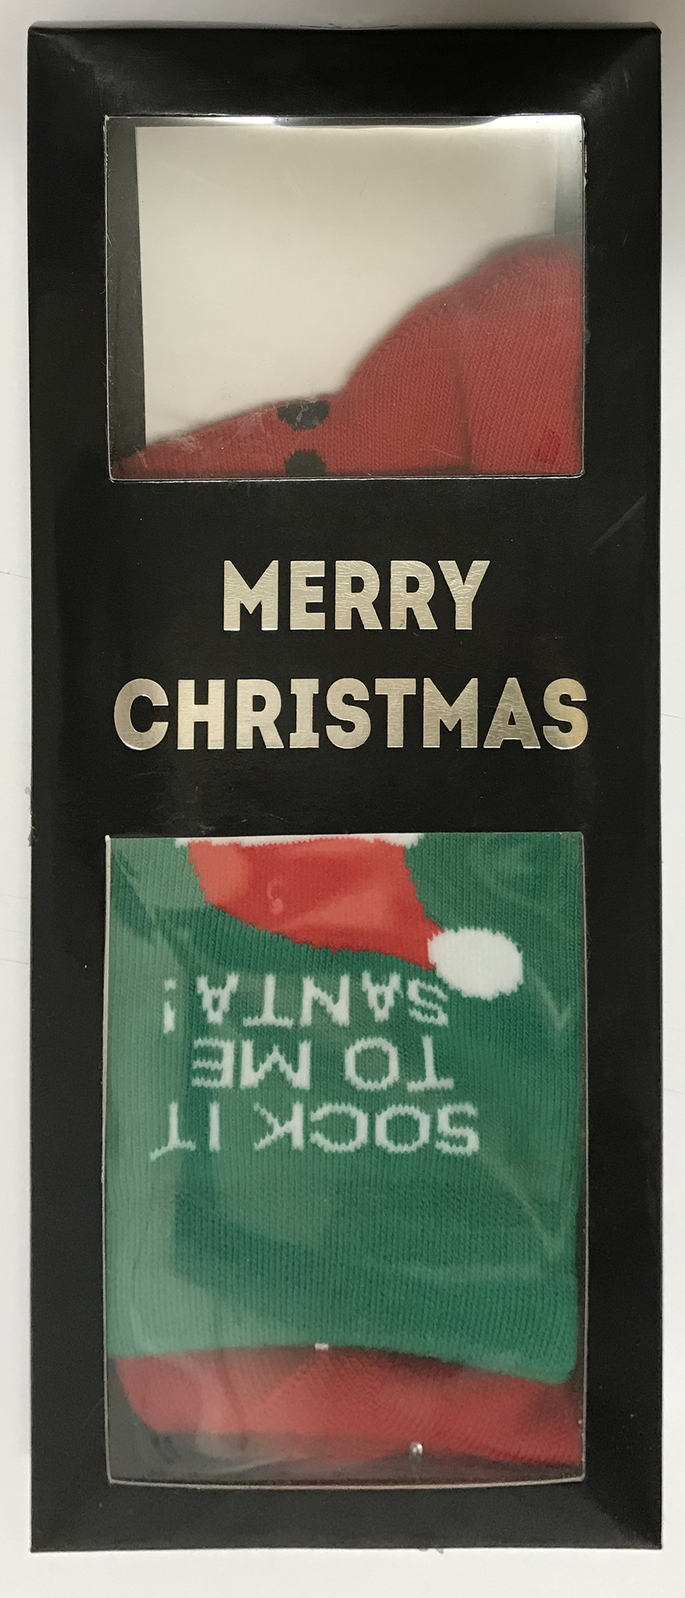 MERRY
CHRISTMAS
SOCK IT
TO ME
SANTA!